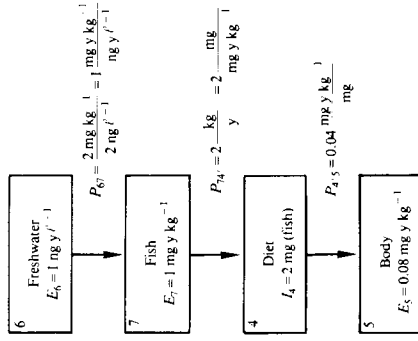 6
Freshwater
E₆ = 1 ng y l⁻¹
P₆₇ = 2 mg kg⁻¹ / 2 ng l⁻¹ = 1 mg y kg⁻¹ / ng y l⁻¹
7
Fish
E₇ = 1 mg y kg⁻¹
P₇₄′ = 2 kg / y = 2 mg / mg y kg⁻¹
4
Diet
I₄ = 2 mg (fish)
P₄′₅ = 0.04 mg y kg⁻¹ / mg
5
Body
E₅ = 0.08 mg y kg⁻¹